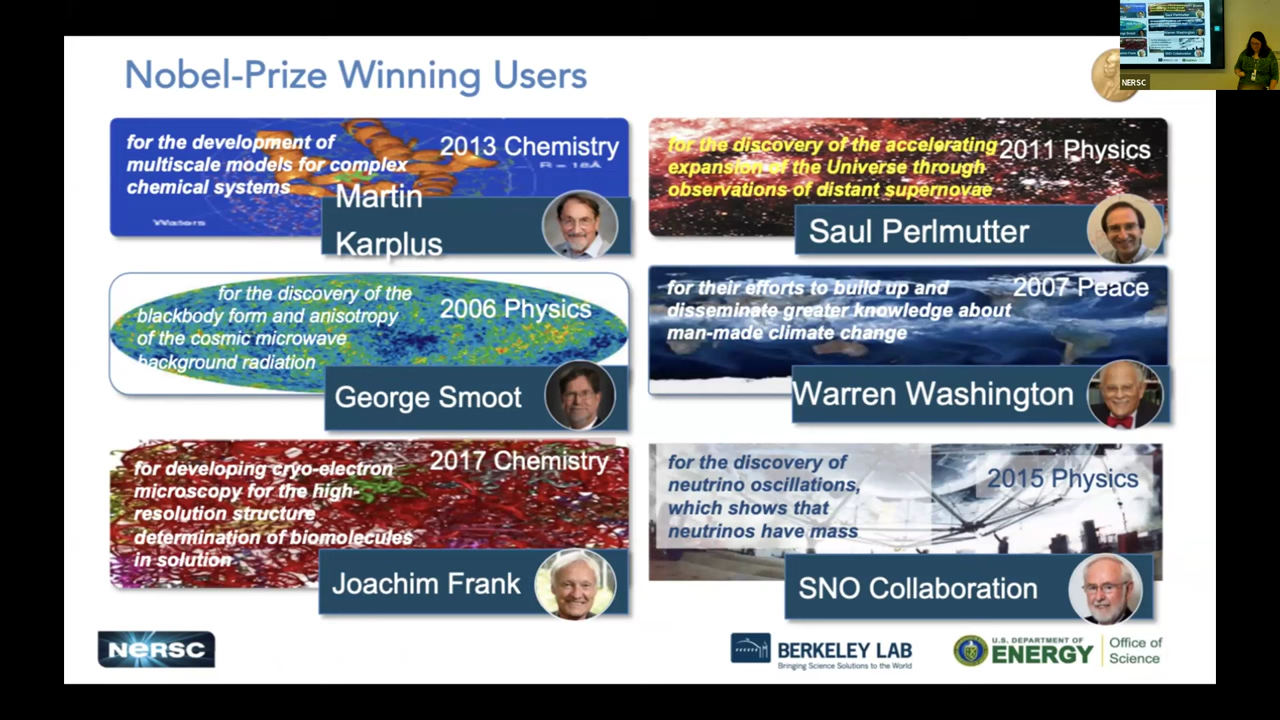 Nobel-Prize Winning Users
NERSC
for the development of
multiscale models for complex
chemical systems
2013 Chemistry
R = 18Å
Waters
Martin
Karplus
for the discovery of the accelerating
expansion of the Universe through
observations of distant supernovae
2011 Physics
Saul Perlmutter
for the discovery of the
blackbody form and anisotropy
of the cosmic microwave
background radiation
2006 Physics
George Smoot
for their efforts to build up and
disseminate greater knowledge about
man-made climate change
2007 Peace
Warren Washington
for developing cryo-electron
microscopy for the high-
resolution structure
determination of biomolecules
in solution
2017 Chemistry
Joachim Frank
for the discovery of
neutrino oscillations,
which shows that
neutrinos have mass
2015 Physics
SNO Collaboration
NERSC
BERKELEY LAB
Bringing Science Solutions to the World
U.S. DEPARTMENT OF
ENERGY
Office of
Science